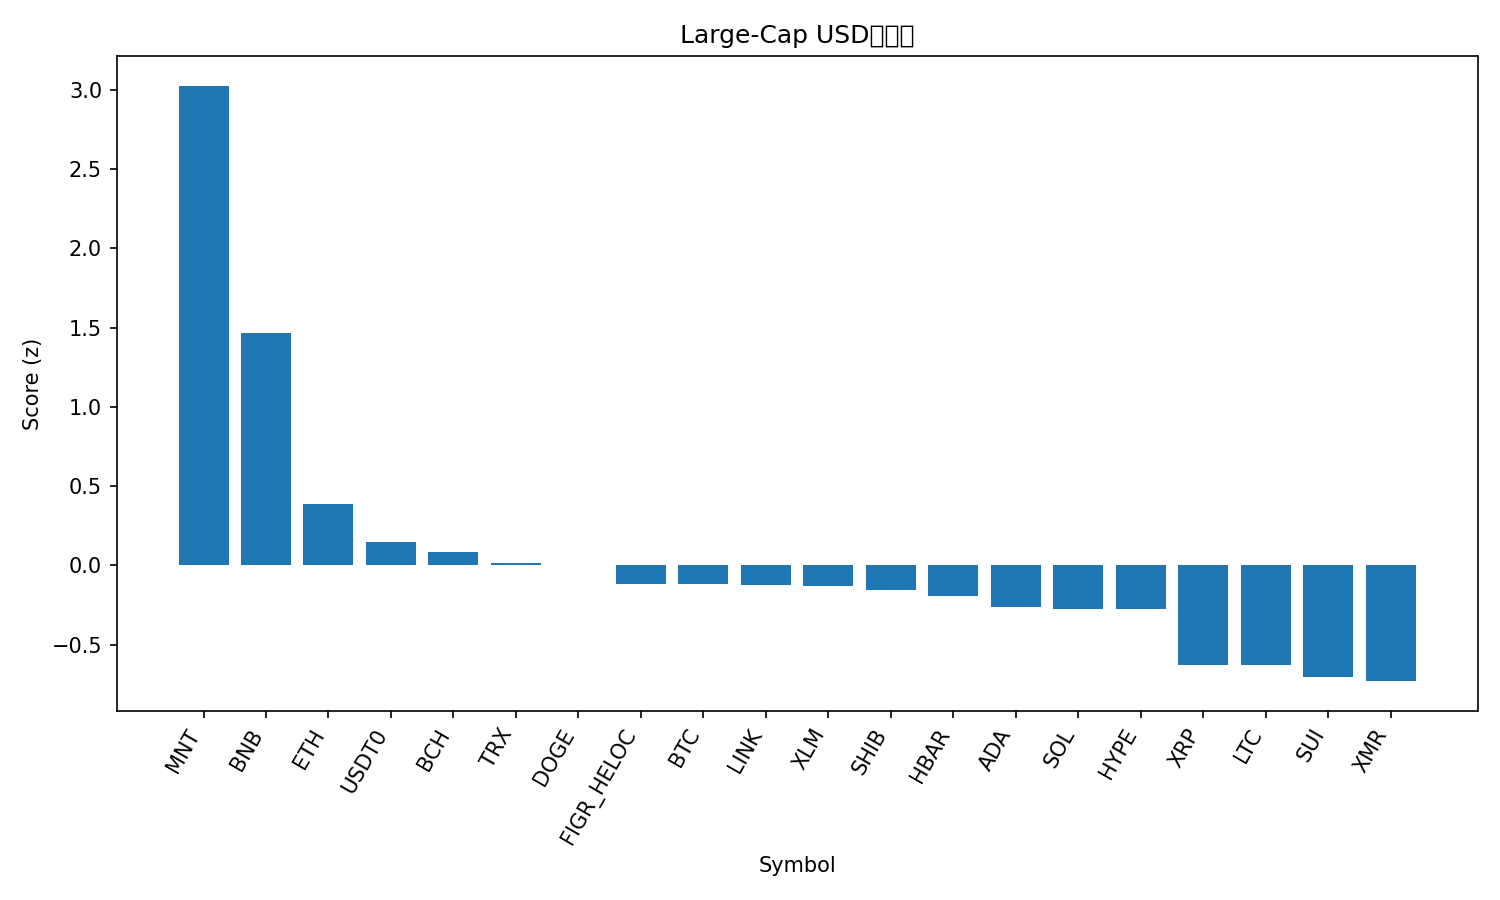 Large-Cap USD
Score (z)
3.0
2.5
2.0
1.5
1.0
0.5
0.0
−0.5
MNT
BNB
ETH
USDT0
BCH
TRX
DOGE
FIGR_HELOC
BTC
LINK
XLM
SHIB
HBAR
ADA
SOL
HYPE
XRP
LTC
SUI
XMR
Symbol